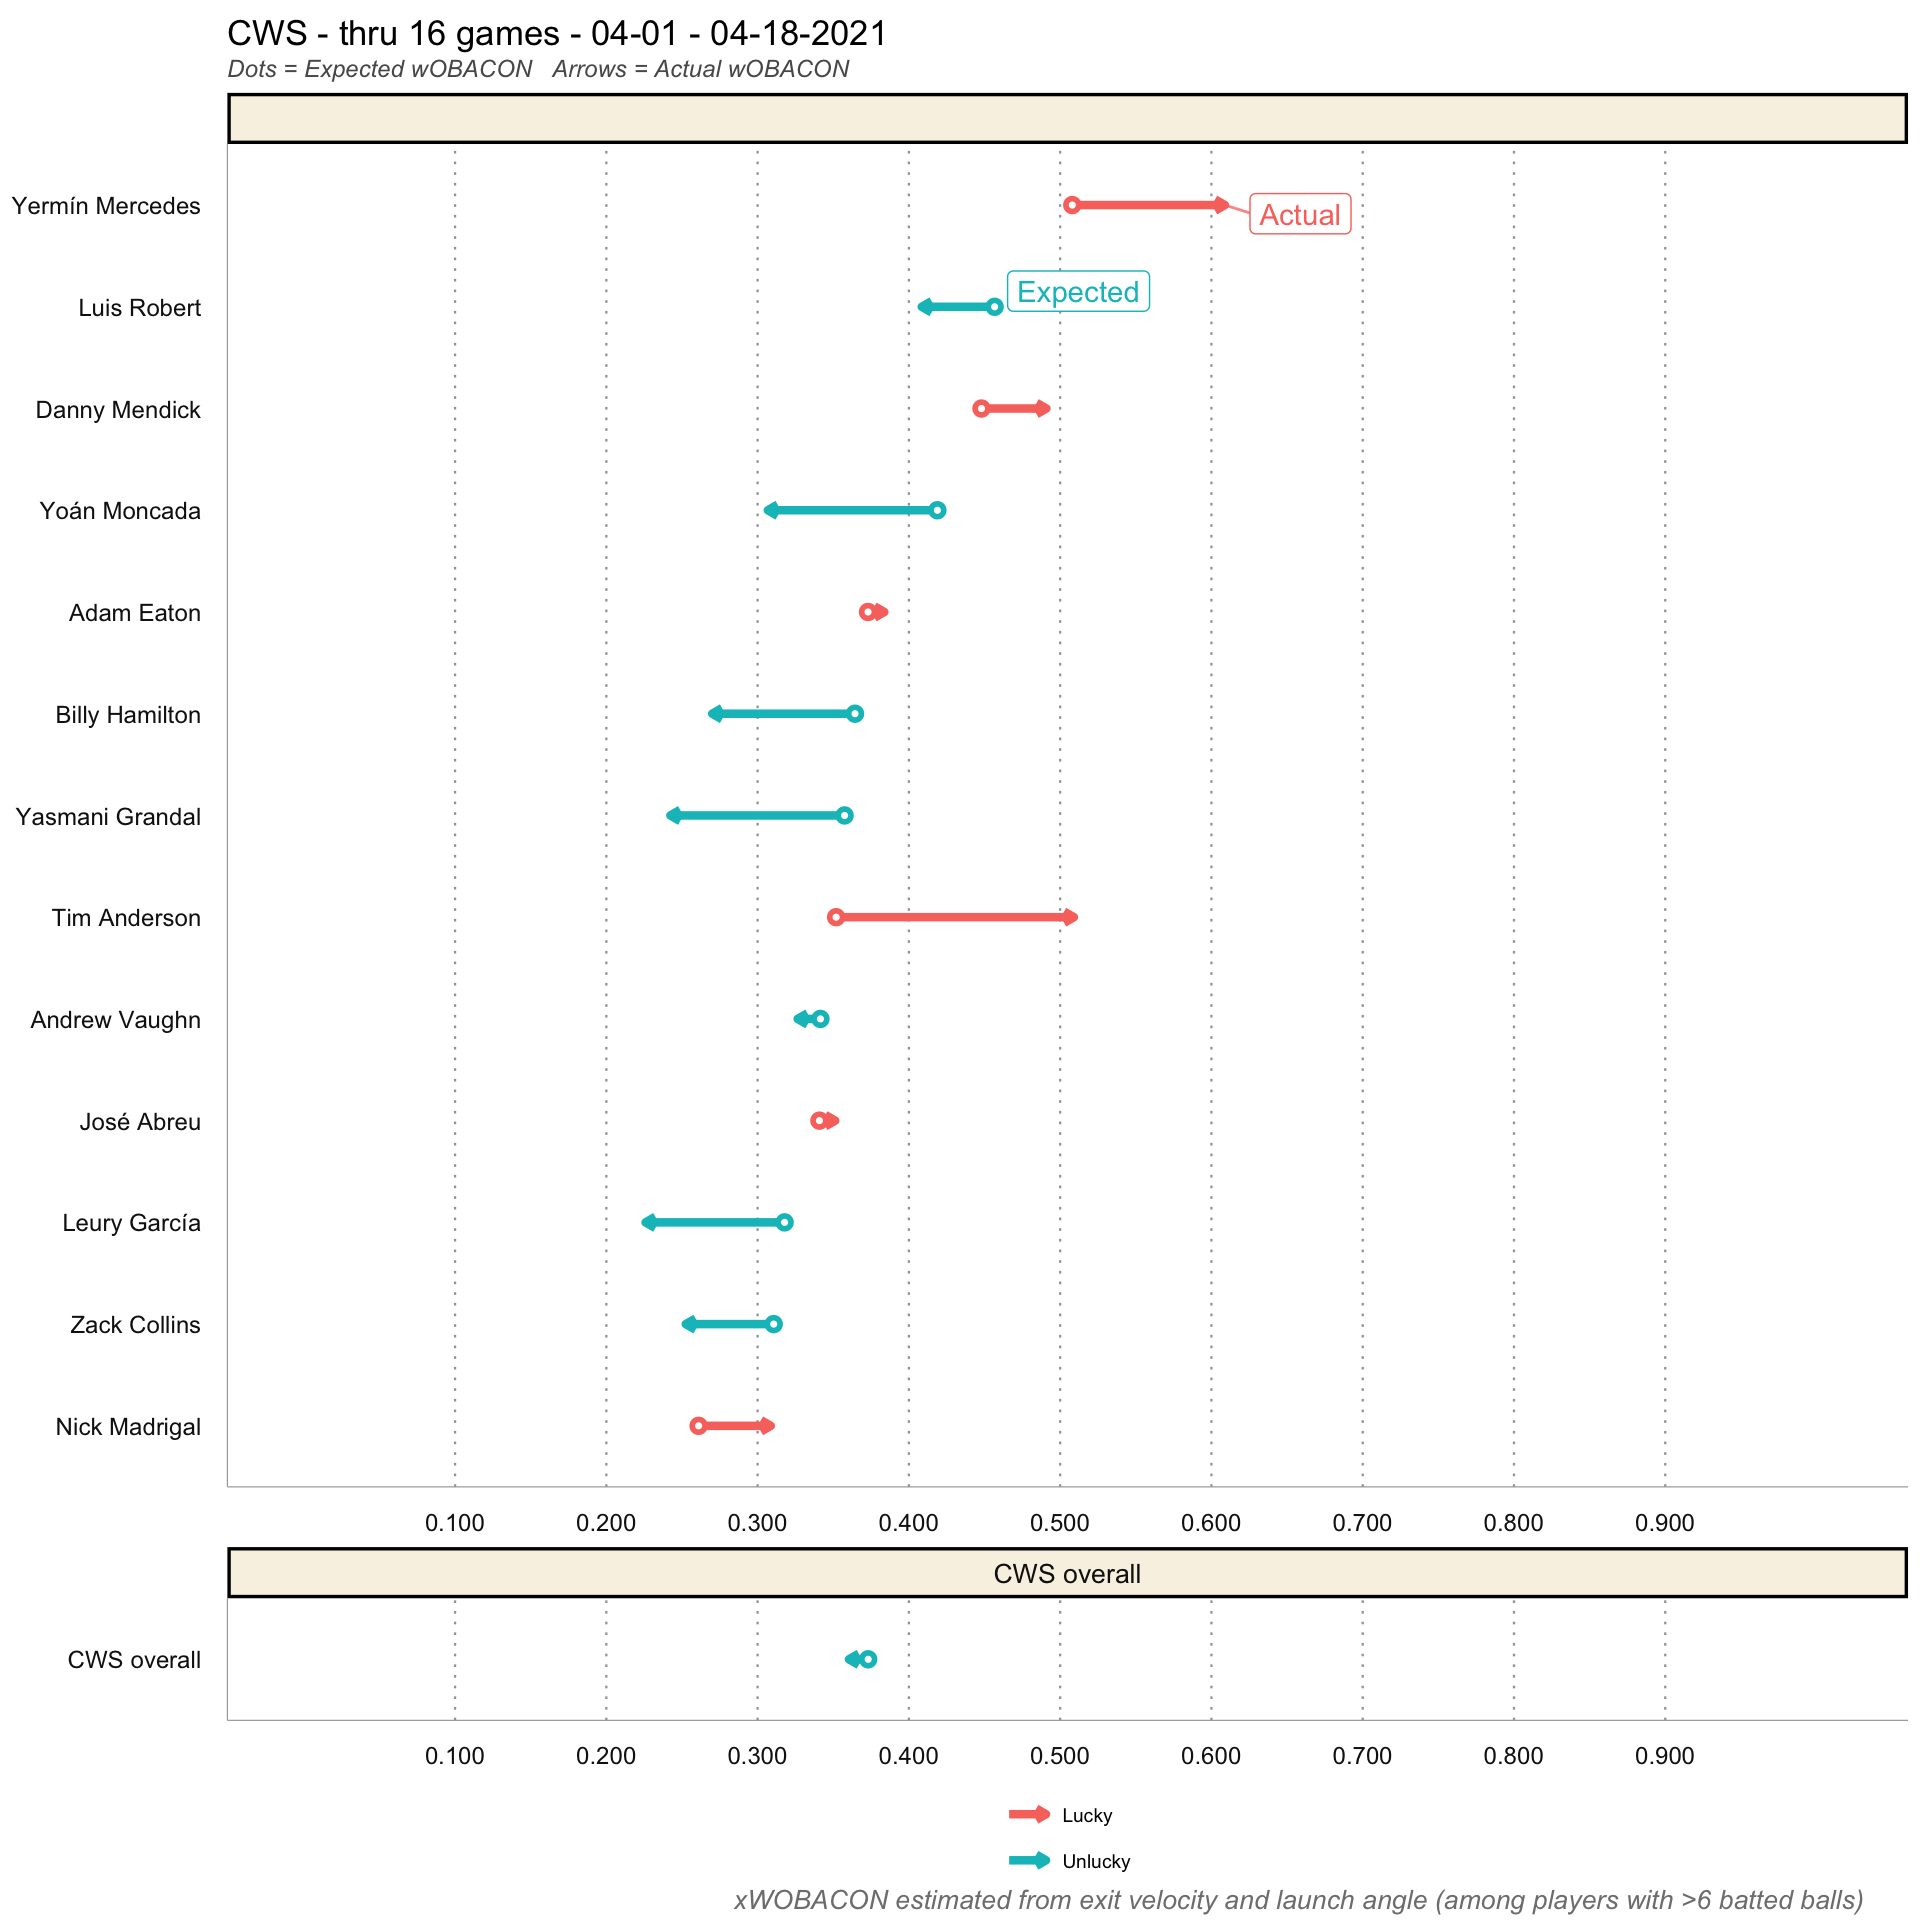 CWS - thru 16 games - 04-01 - 04-18-2021
Dots = Expected wOBACON   Arrows = Actual wOBACON
Yermín Mercedes
Actual
Luis Robert
Expected
Danny Mendick
Yoán Moncada
Adam Eaton
Billy Hamilton
Yasmani Grandal
Tim Anderson
Andrew Vaughn
José Abreu
Leury García
Zack Collins
Nick Madrigal
0.100 0.200 0.300 0.400 0.500 0.600 0.700 0.800 0.900
CWS overall
CWS overall
0.100 0.200 0.300 0.400 0.500 0.600 0.700 0.800 0.900
Lucky
Unlucky
xWOBACON estimated from exit velocity and launch angle (among players with >6 batted balls)